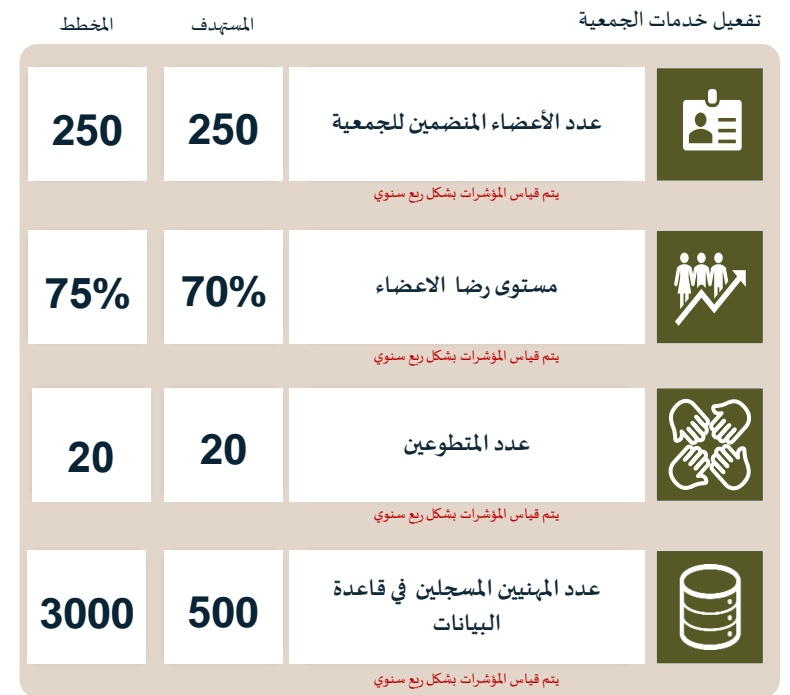 تفعيل خدمات الجمعية
المستهدف
المخطط
عدد الأعضاء المنضمين للجمعية
250
250
يتم قياس المؤشرات بشكل ربع سنوي
مستوى رضا الاعضاء
70%
75%
يتم قياس المؤشرات بشكل ربع سنوي
عدد المتطوعين
20
20
يتم قياس المؤشرات بشكل ربع سنوي
عدد المهنيين المسجلين في قاعدة
البيانات
500
3000
يتم قياس المؤشرات بشكل ربع سنوي